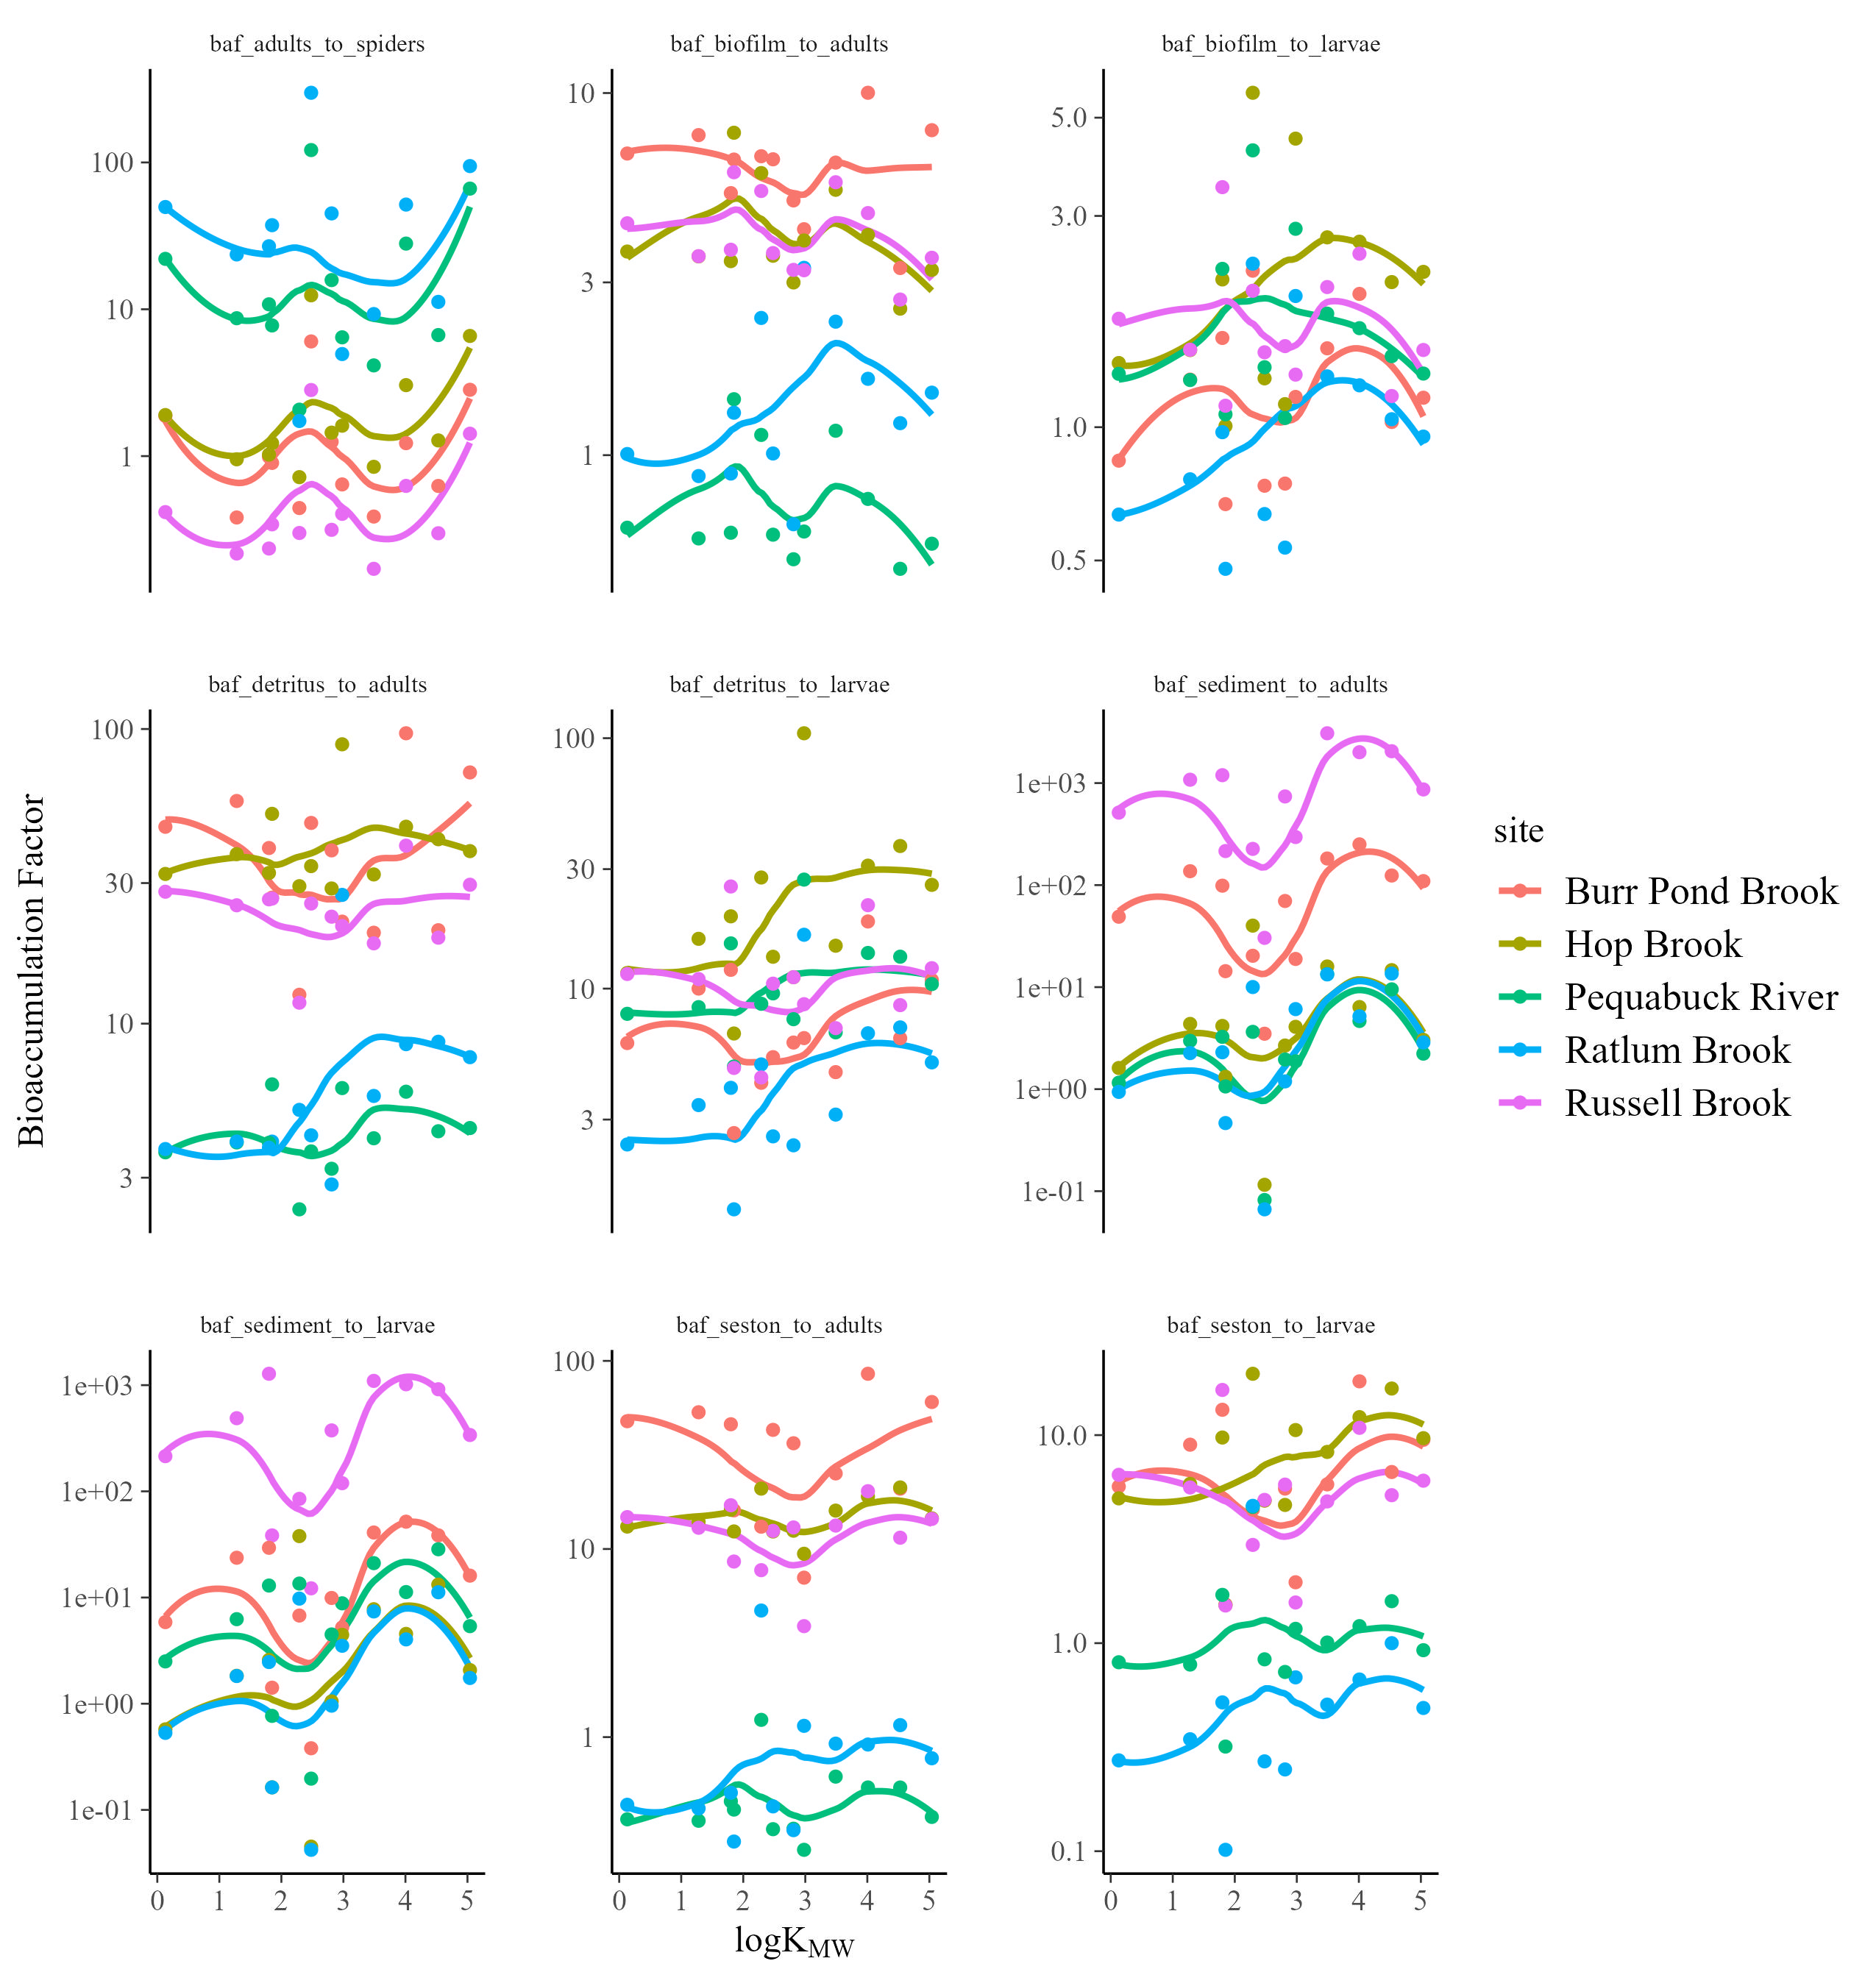 baf_adults_to_spiders
baf_biofilm_to_adults
baf_biofilm_to_larvae
100
10
1
10
3
1
5.0
3.0
1.0
0.5
baf_detritus_to_adults
baf_detritus_to_larvae
baf_sediment_to_adults
100
30
10
3
100
30
10
3
1e+03
1e+02
1e+01
1e+00
1e-01
baf_sediment_to_larvae
baf_seston_to_adults
baf_seston_to_larvae
1e+03
1e+02
1e+01
1e+00
1e-01
100
10
1
10.0
1.0
0.1
0 1 2 3 4 5
0 1 2 3 4 5
0 1 2 3 4 5
logKMW
Bioaccumulation Factor
site
Burr Pond Brook
Hop Brook
Pequabuck River
Ratlum Brook
Russell Brook